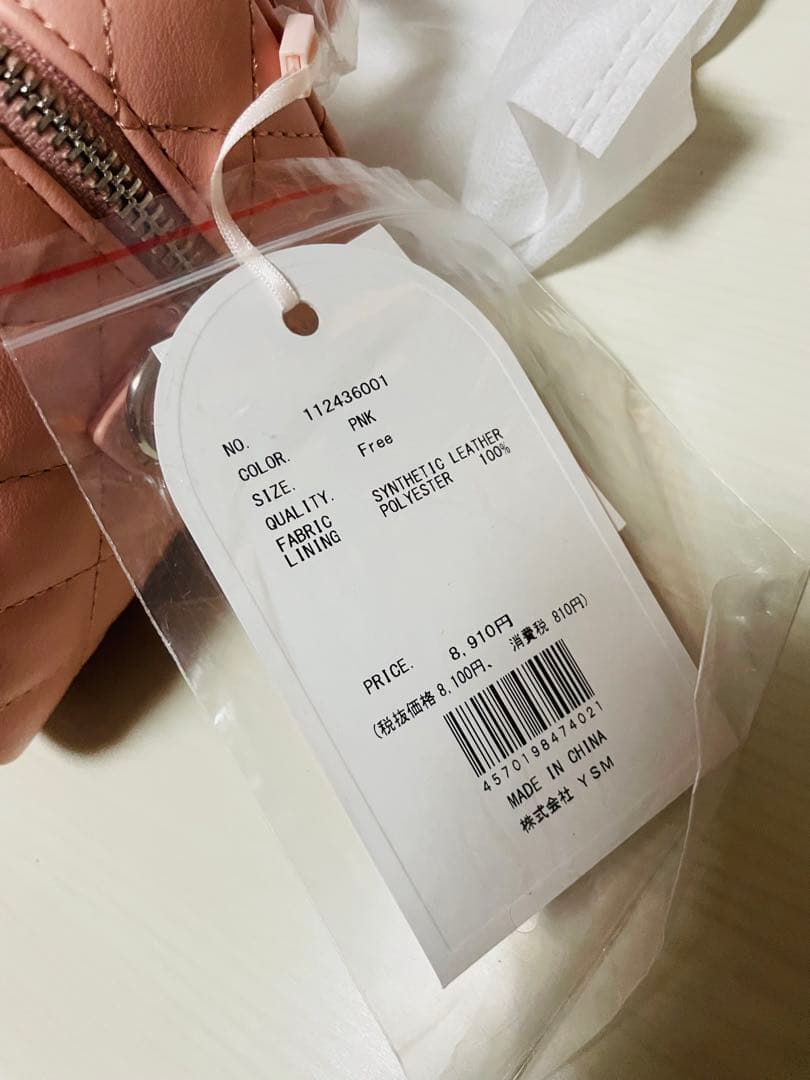 NO. 112436001
COLOR. PNK
SIZE. Free
QUALITY.
FABRIC SYNTHETIC LEATHER
LINING POLYESTER 100%
PRICE. 8,910円
(税抜価格 8,100円、 消費税 810円)
4570198474021
MADE IN CHINA
株式会社 YSM